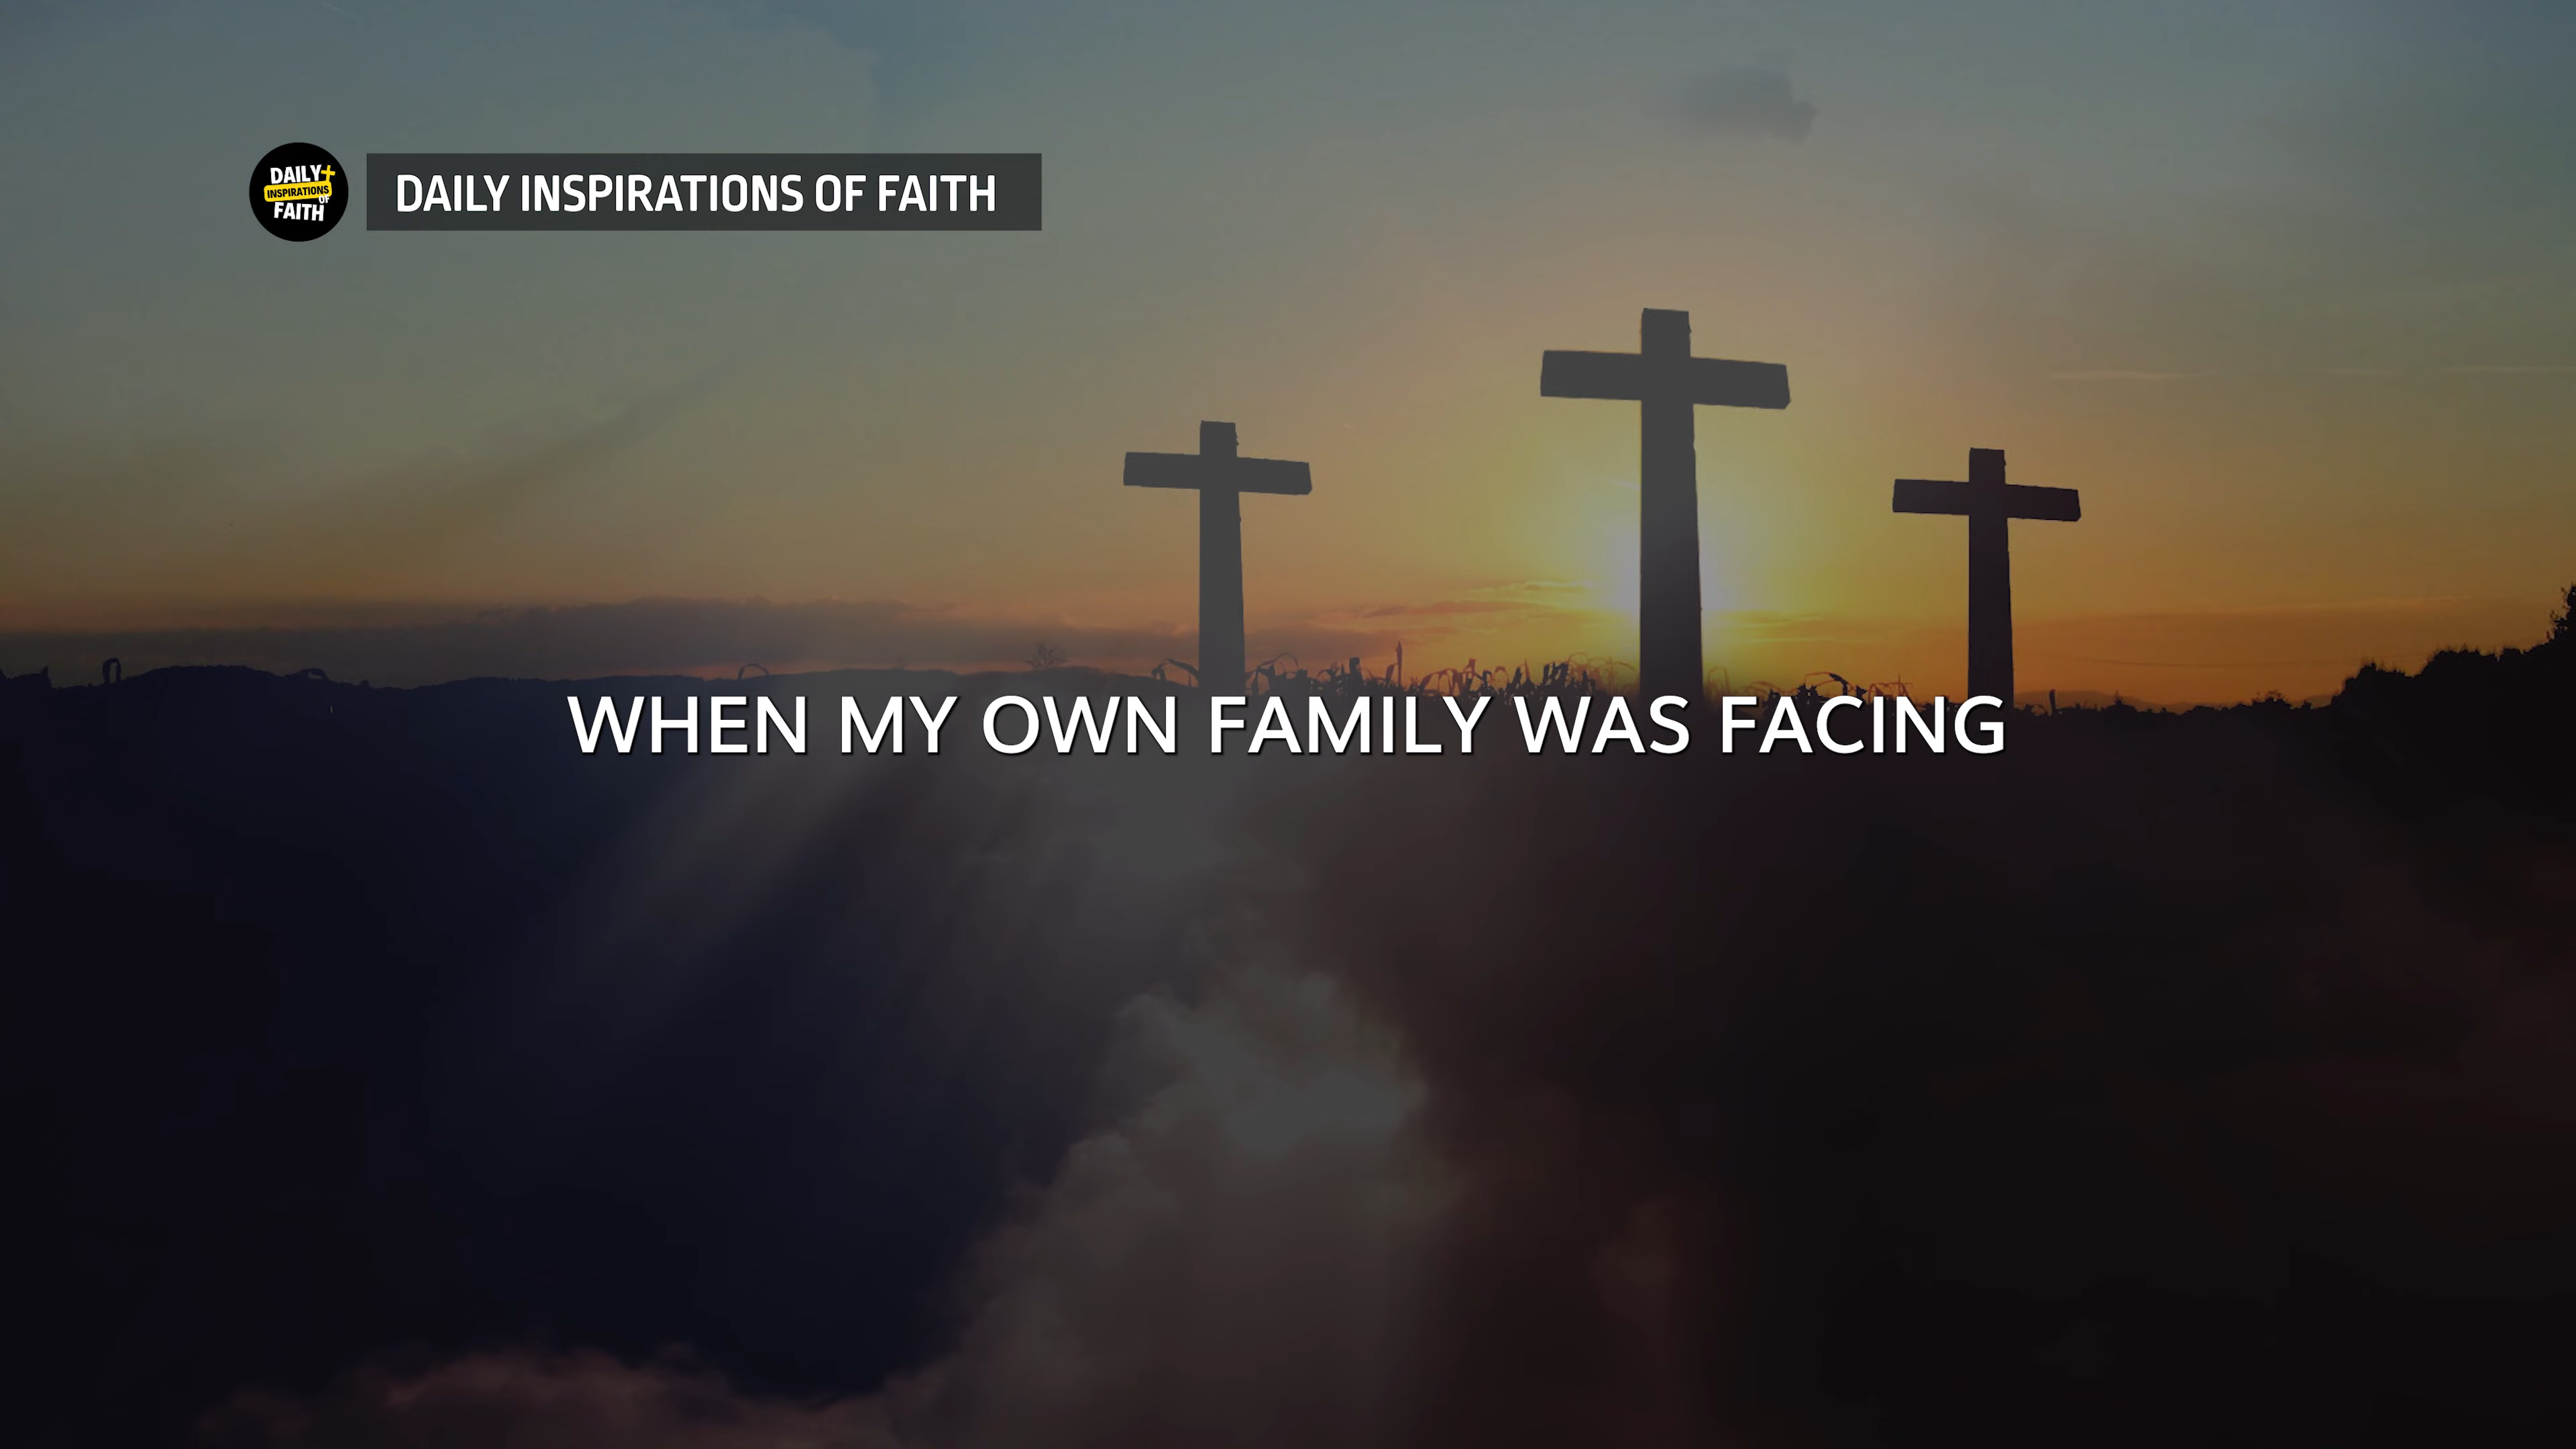 DAILY
INSPIRATIONS
OF
FAITH
DAILY INSPIRATIONS OF FAITH
WHEN MY OWN FAMILY WAS FACING